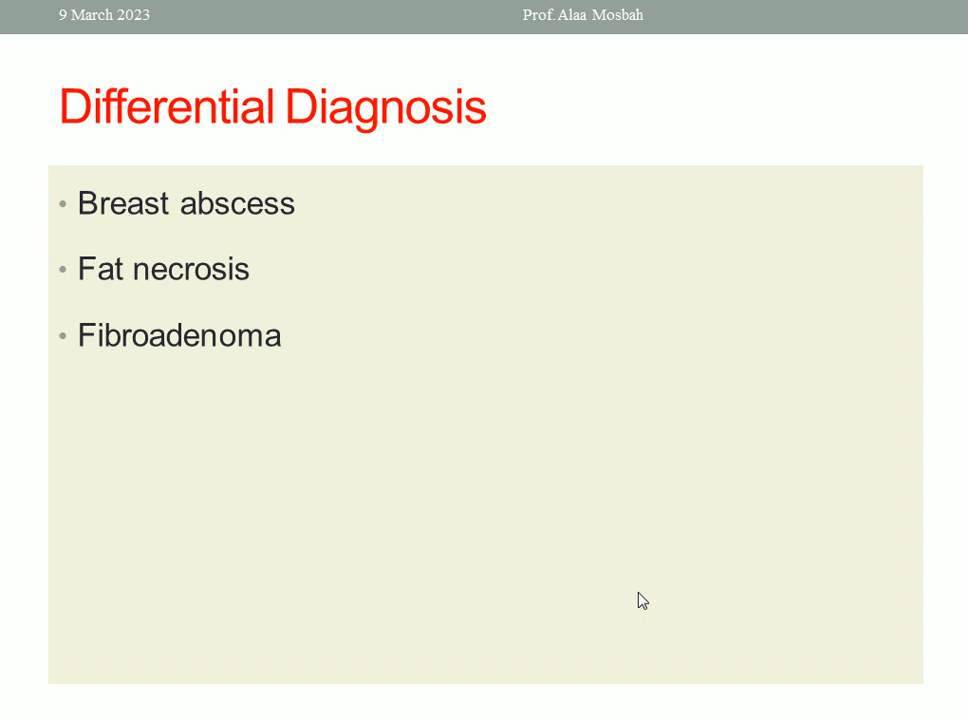 9 March 2023 Prof. Alaa Mosbah
Differential Diagnosis
• Breast abscess
• Fat necrosis
• Fibroadenoma